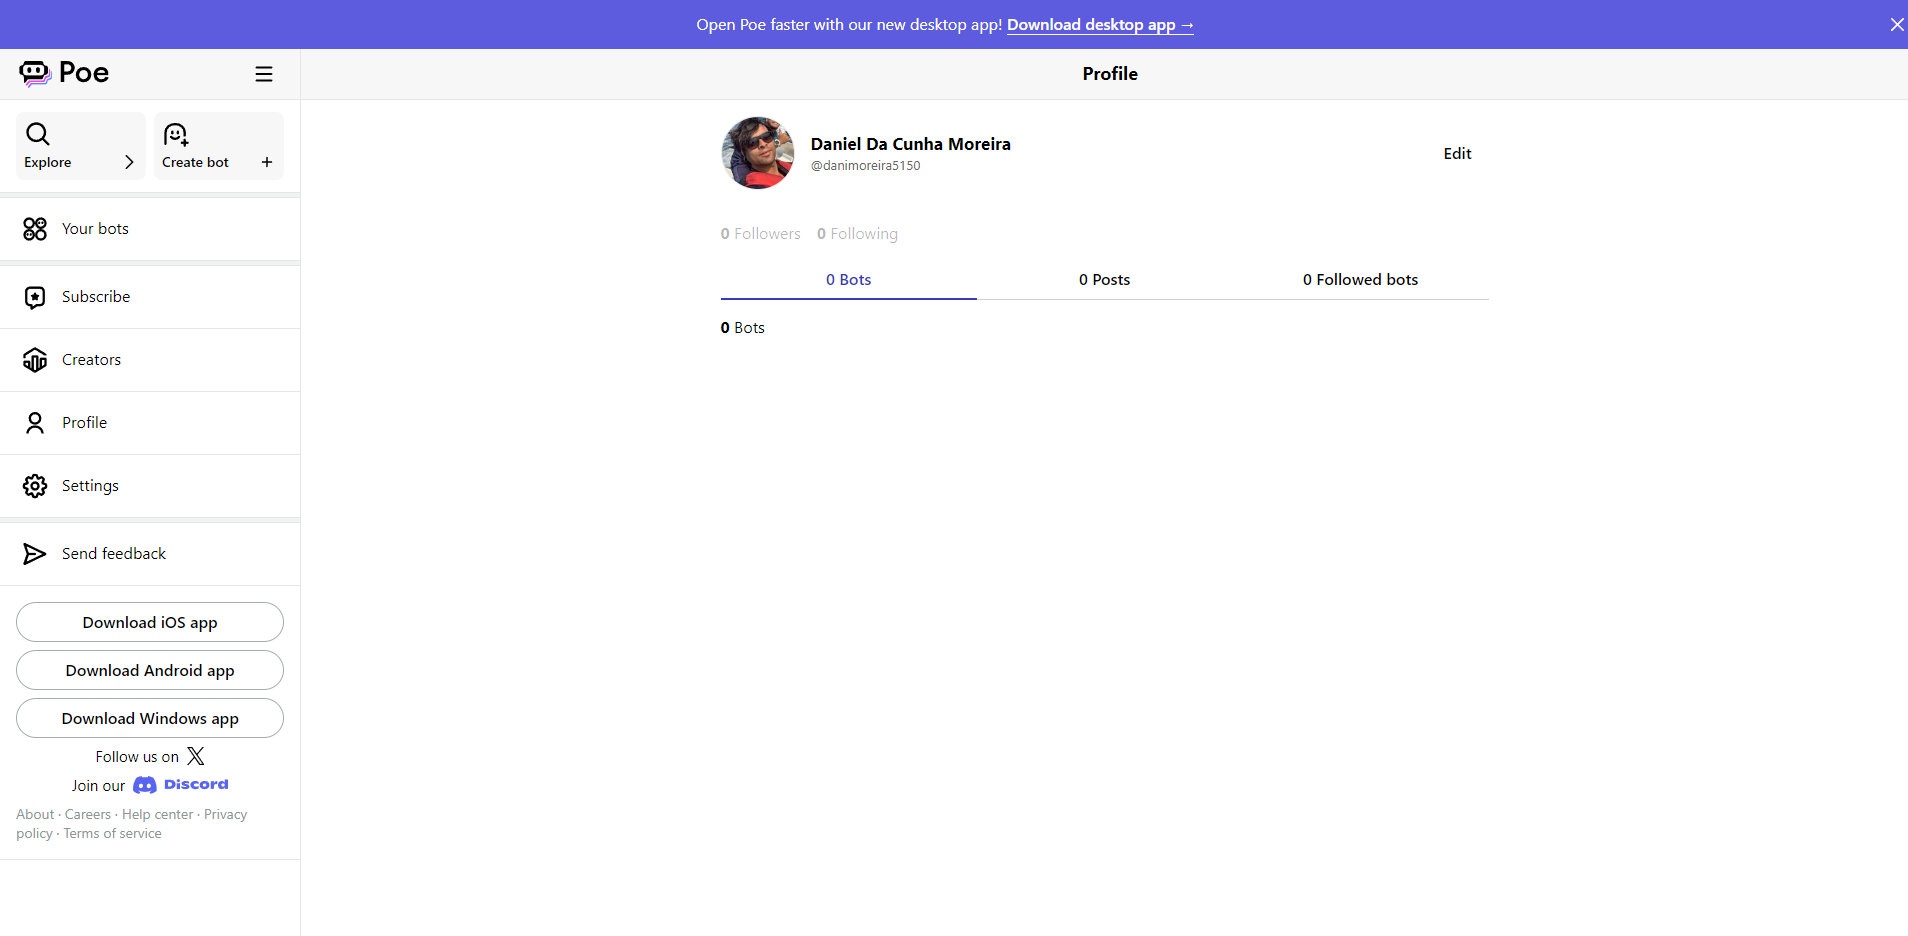 Open Poe faster with our new desktop app! Download desktop app →
Poe
Profile
Explore
Create bot
Your bots
Subscribe
Creators
Profile
Settings
Send feedback
Download iOS app
Download Android app
Download Windows app
Follow us on X
Join our Discord
About · Careers · Help center · Privacy
policy · Terms of service
Daniel Da Cunha Moreira
@danimoreira5150
Edit
0 Followers 0 Following
0 Bots
0 Posts
0 Followed bots
0 Bots